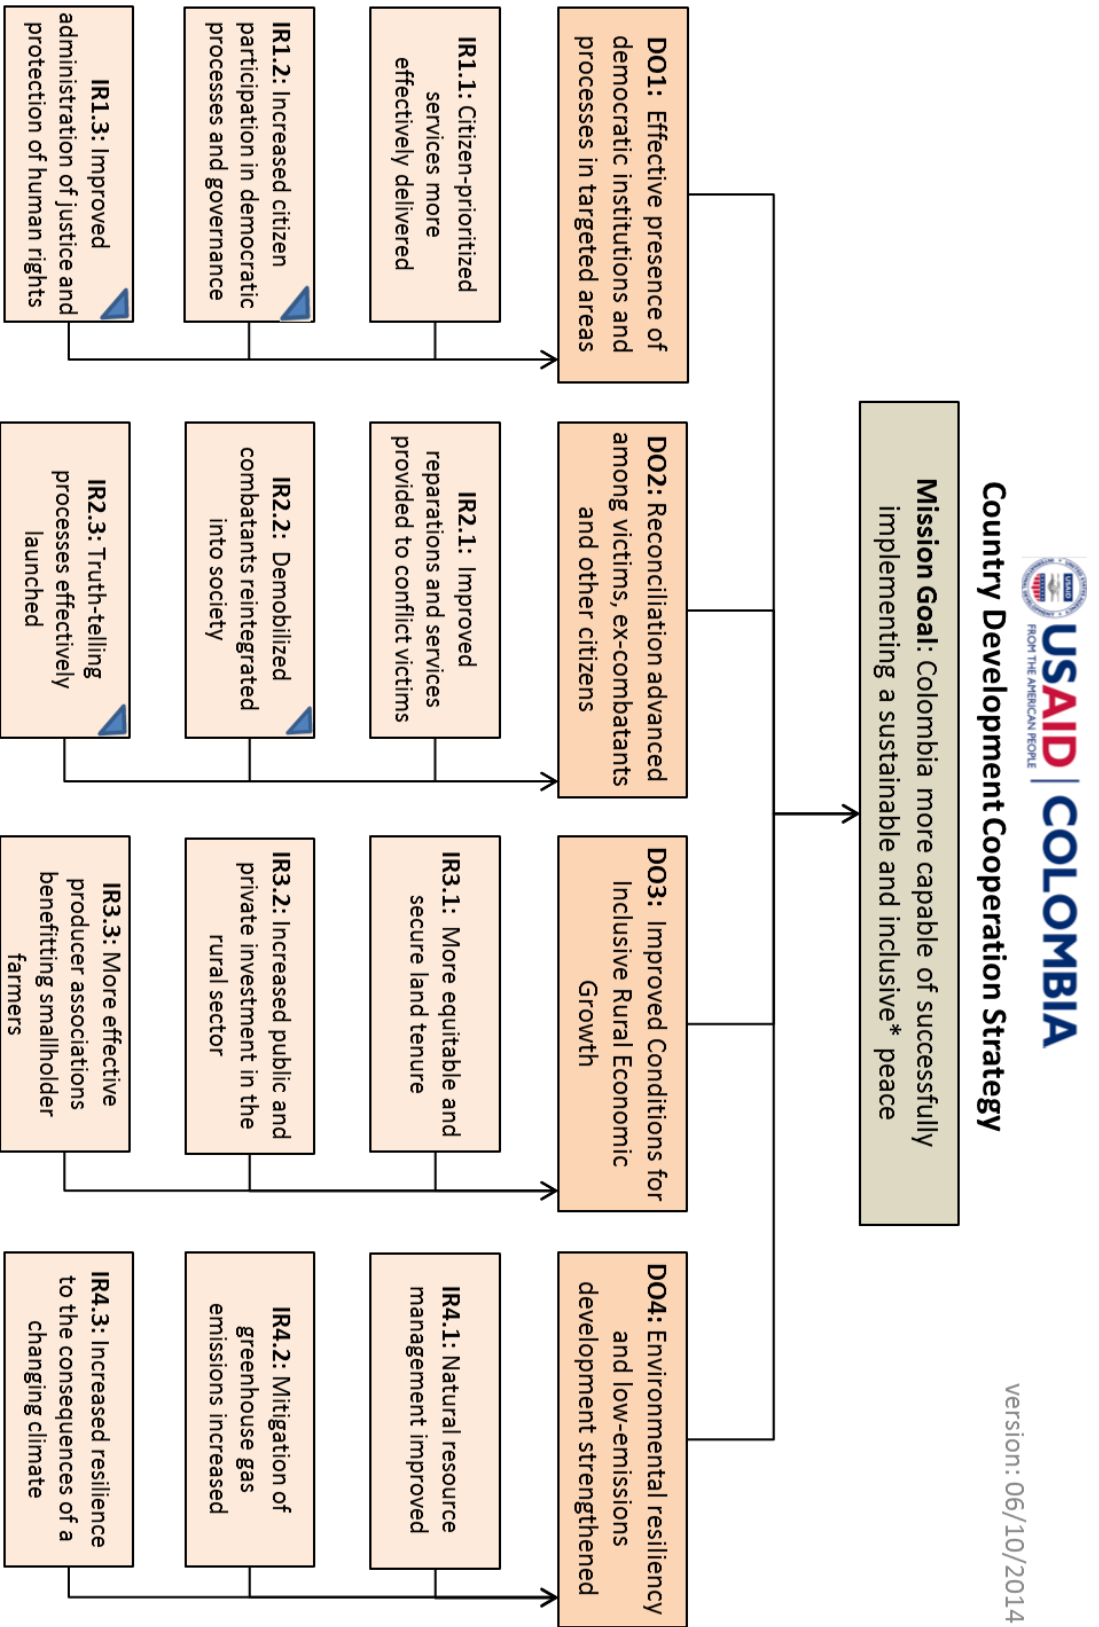 USAID | COLOMBIA
FROM THE AMERICAN PEOPLE
version: 06/10/2014
Country Development Cooperation Strategy
Mission Goal: Colombia more capable of successfully
implementing a sustainable and inclusive* peace
DO1: Effective presence of
democratic institutions and
processes in targeted areas
DO2: Reconciliation advanced
among victims, ex-combatants
and other citizens
DO3: Improved Conditions for
Inclusive Rural Economic
Growth
DO4: Environmental resiliency
and low-emissions
development strengthened
IR1.1: Citizen-prioritized
services more
effectively delivered
IR2.1: Improved
reparations and services
provided to conflict victims
IR3.1: More equitable and
secure land tenure
IR4.1: Natural resource
management improved
IR1.2: Increased citizen
participation in democratic
processes and governance
IR2.2: Demobilized
combatants reintegrated
into society
IR3.2: Increased public and
private investment in the
rural sector
IR4.2: Mitigation of
greenhouse gas
emissions increased
IR1.3: Improved
administration of justice and
protection of human rights
IR2.3: Truth-telling
processes effectively
launched
IR3.3: More effective
producer associations
benefitting smallholder
farmers
IR4.3: Increased resilience
to the consequences of a
changing climate